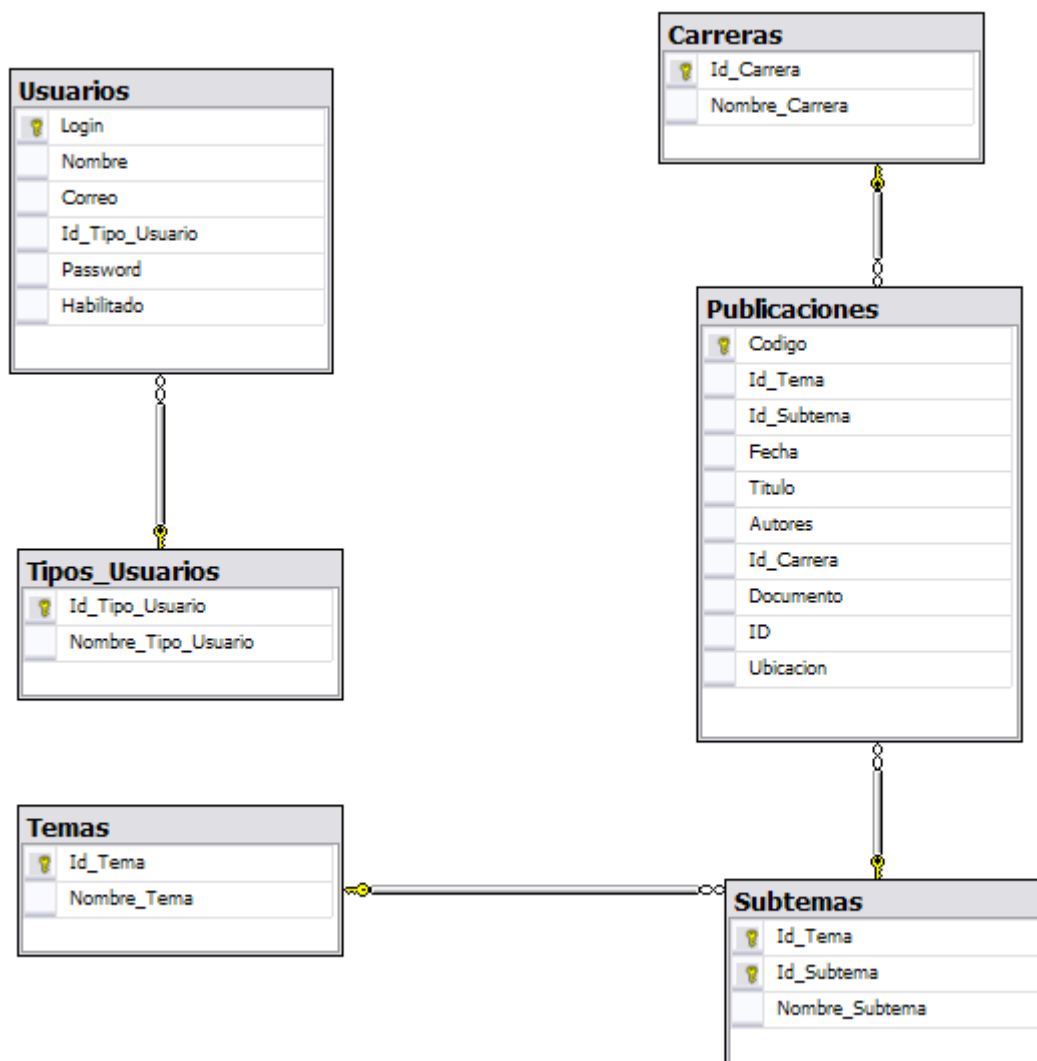 Usuarios
Login
Nombre
Correo
Id_Tipo_Usuario
Password
Habilitado
Tipos_Usuarios
Id_Tipo_Usuario
Nombre_Tipo_Usuario
Temas
Id_Tema
Nombre_Tema
Carreras
Id_Carrera
Nombre_Carrera
Publicaciones
Codigo
Id_Tema
Id_Subtema
Fecha
Titulo
Autores
Id_Carrera
Documento
ID
Ubicacion
Subtemas
Id_Tema
Id_Subtema
Nombre_Subtema